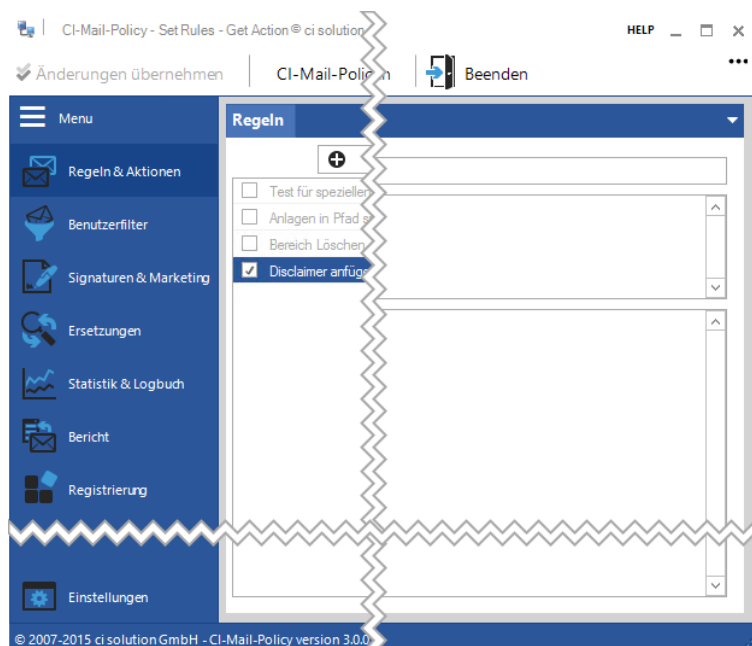 CI-Mail-Policy - Set Rules - Get Action © ci solution
HELP
Änderungen übernehmen
CI-Mail-Polic
Beenden
Menu
Regeln
Regeln & Aktionen
Test für speziellen
Benutzerfilter
Anlagen in Pfad s
Bereich Löschen
Signaturen & Marketing
Disclaimer anfüge
Ersetzungen
Statistik & Logbuch
Bericht
Registrierung
Einstellungen
© 2007-2015 ci solution GmbH - CI-Mail-Policy version 3.0.0